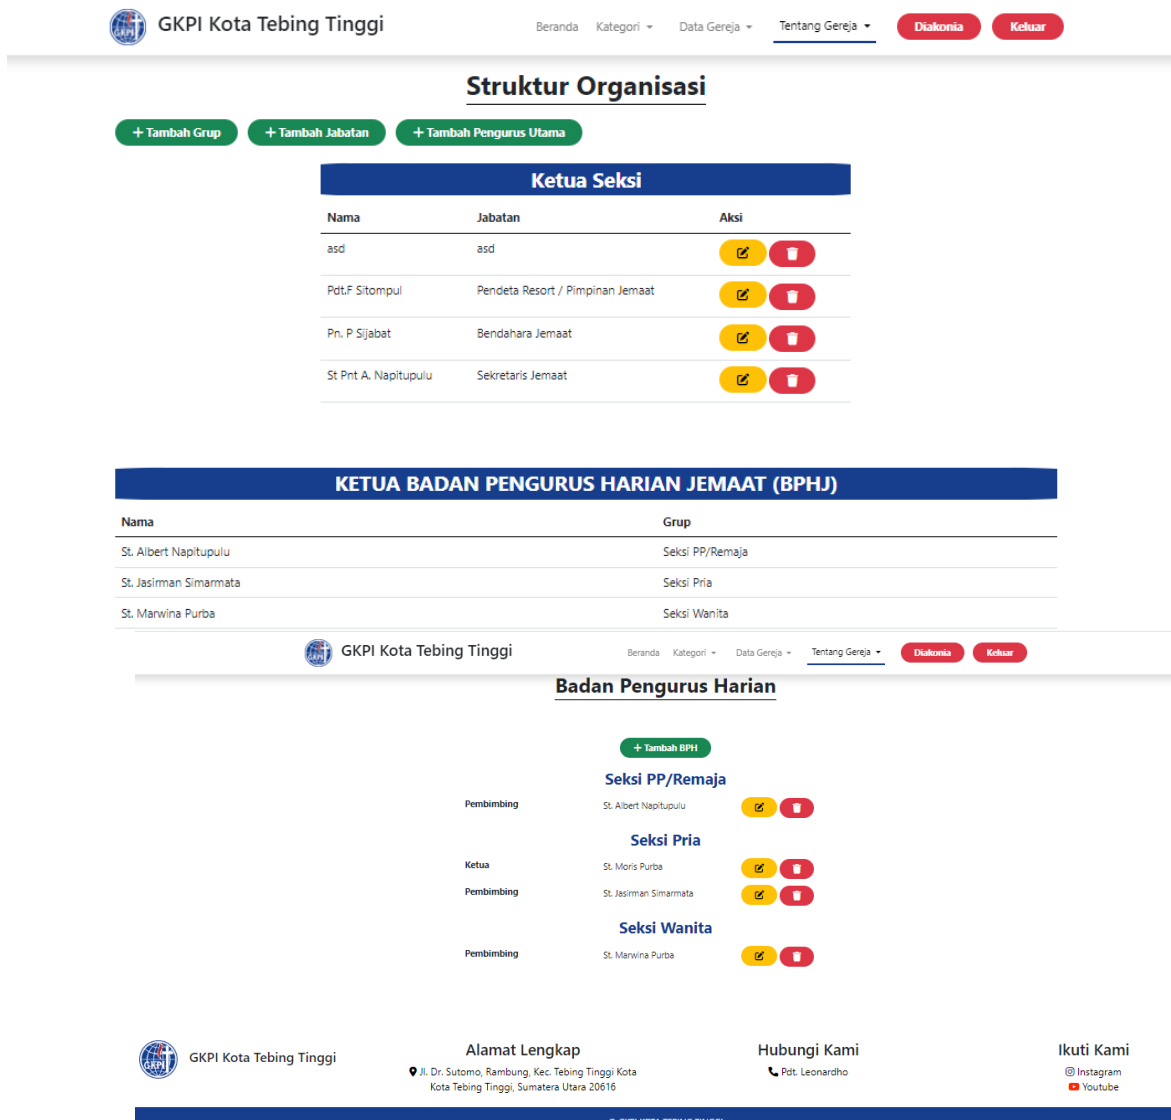 GKPI Kota Tebing Tinggi Beranda Kategori Data Gereja Tentang Gereja Diakonia Keluar
Struktur Organisasi
+ Tambah Grup + Tambah Jabatan + Tambah Pengurus Utama
Ketua Seksi
Nama Jabatan Aksi
asd asd
Pdt.F Sitompul Pendeta Resort / Pimpinan Jemaat
Pn. P Sijabat Bendahara Jemaat
St Pnt A. Napitupulu Sekretaris Jemaat
KETUA BADAN PENGURUS HARIAN JEMAAT (BPHJ)
Nama Grup
St. Albert Napitupulu Seksi PP/Remaja
St. Jasirman Simarmata Seksi Pria
St. Marwina Purba Seksi Wanita
GKPI Kota Tebing Tinggi Beranda Kategori Data Gereja Tentang Gereja Diakonia Keluar
Badan Pengurus Harian
+ Tambah BPH
Seksi PP/Remaja
Pembimbing St. Albert Napitupulu
Seksi Pria
Ketua St. Moris Purba
Pembimbing St. Jasirman Simarmata
Seksi Wanita
Pembimbing St. Marwina Purba
GKPI Kota Tebing Tinggi
Alamat Lengkap
Jl. Dr. Sutomo, Rambung, Kec. Tebing Tinggi Kota
Kota Tebing Tinggi, Sumatera Utara 20616
Hubungi Kami
Pdt. Leonardho
Ikuti Kami
Instagram
Youtube